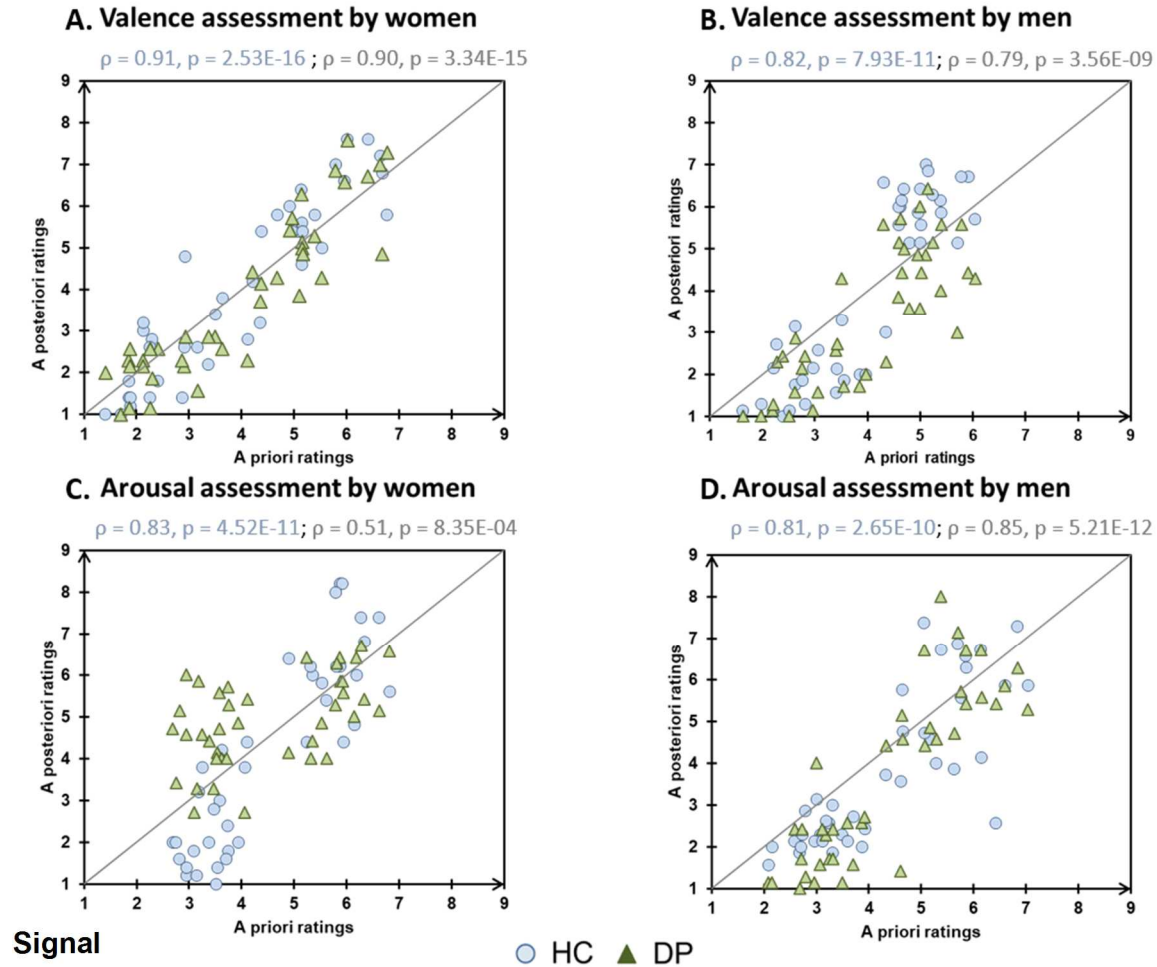 A. Valence assessment by women
ρ = 0.91, p = 2.53E-16 ; ρ = 0.90, p = 3.34E-15
9
8
7
6
5
4
3
2
1
A posteriori ratings
1 2 3 4 5 6 7 8 9
A priori ratings
B. Valence assessment by men
ρ = 0.82, p = 7.93E-11; ρ = 0.79, p = 3.56E-09
9
8
7
6
5
4
3
2
1
A posteriori ratings
1 2 3 4 5 6 7 8 9
A priori ratings
C. Arousal assessment by women
ρ = 0.83, p = 4.52E-11; ρ = 0.51, p = 8.35E-04
9
8
7
6
5
4
3
2
1
A posteriori ratings
1 2 3 4 5 6 7 8 9
A priori ratings
D. Arousal assessment by men
ρ = 0.81, p = 2.65E-10; ρ = 0.85, p = 5.21E-12
9
8
7
6
5
4
3
2
1
A posteriori ratings
1 2 3 4 5 6 7 8 9
A priori ratings
Signal
HC DP